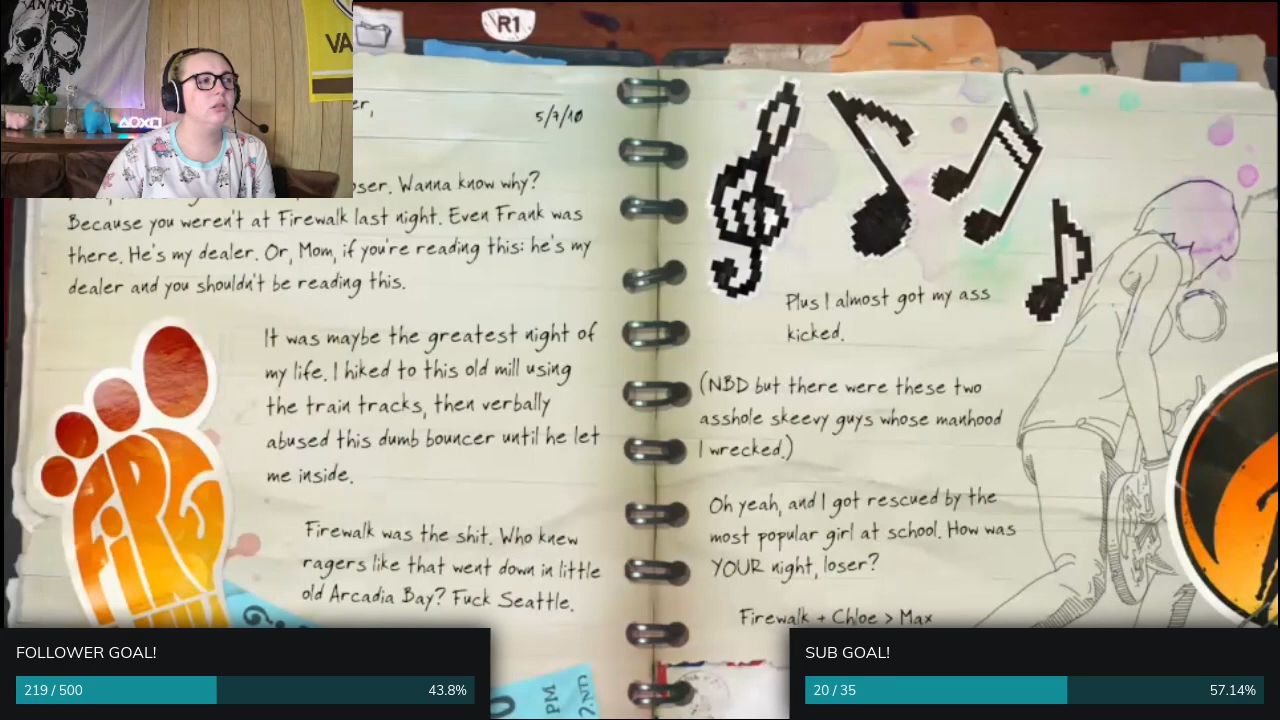 R1
VA
5/7/10
Wanna know why?
Because you weren't at Firewalk last night. Even Frank was
there. He's my dealer. Or, Mom, if you're reading this: he's my
dealer and you shouldn't be reading this.
It was maybe the greatest night of
my life. I hiked to this old mill using
the train tracks, then verbally
abused this dumb bouncer until he let
me inside.
Firewalk was the shit. Who knew
ragers like that went down in little
old Arcadia Bay? Fuck Seattle.
FIRE
PM
Plus I almost got my ass
kicked.
(NBD but there were these two
asshole skeevy guys whose manhood
I wrecked.)
Oh yeah, and I got rescued by the
most popular girl at school. How was
YOUR night, loser?
Firewalk + Chloe > Max
FOLLOWER GOAL!
219 / 500
43.8%
SUB GOAL!
20 / 35
57.14%